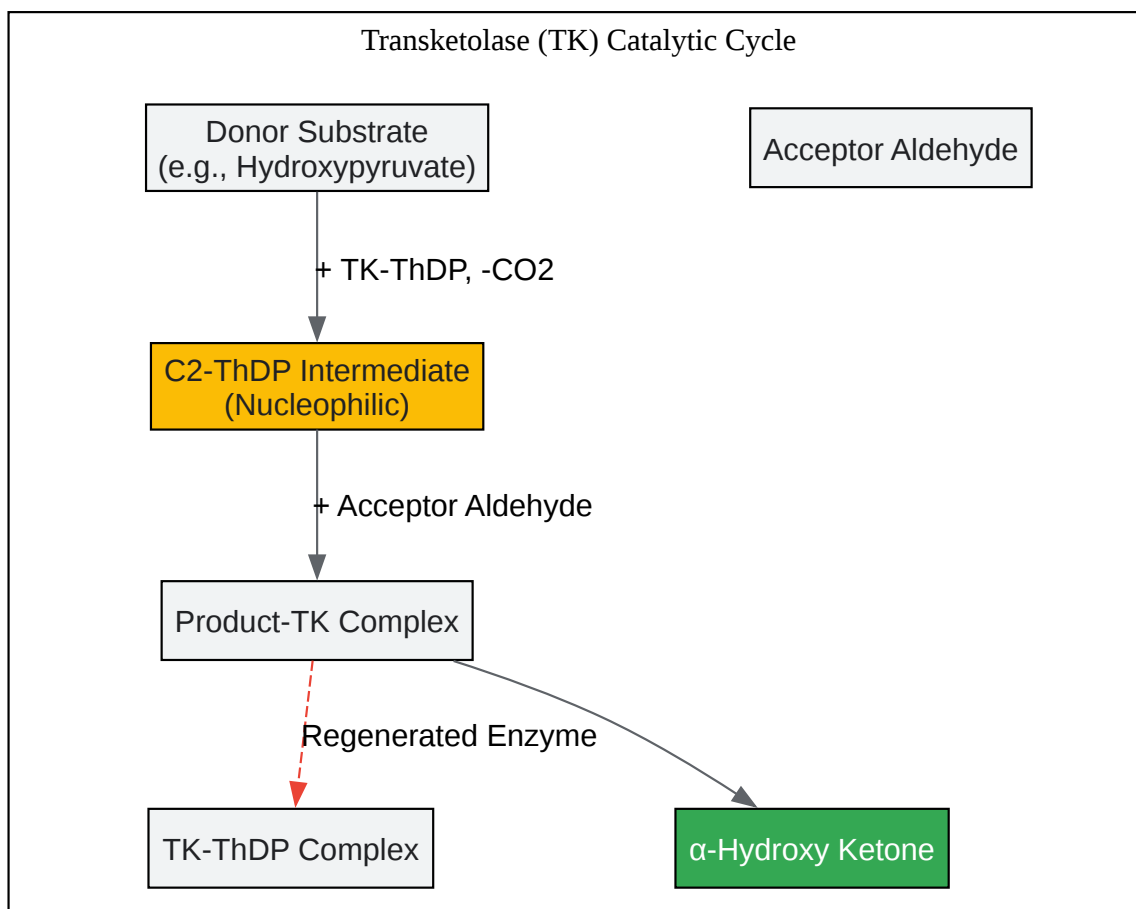 Transketolase (TK) Catalytic Cycle
Donor Substrate
(e.g., Hydroxypyruvate)
Acceptor Aldehyde
+ TK-ThDP, -CO2
C2-ThDP Intermediate
(Nucleophilic)
+ Acceptor Aldehyde
Product-TK Complex
Regenerated Enzyme
TK-ThDP Complex
α-Hydroxy Ketone